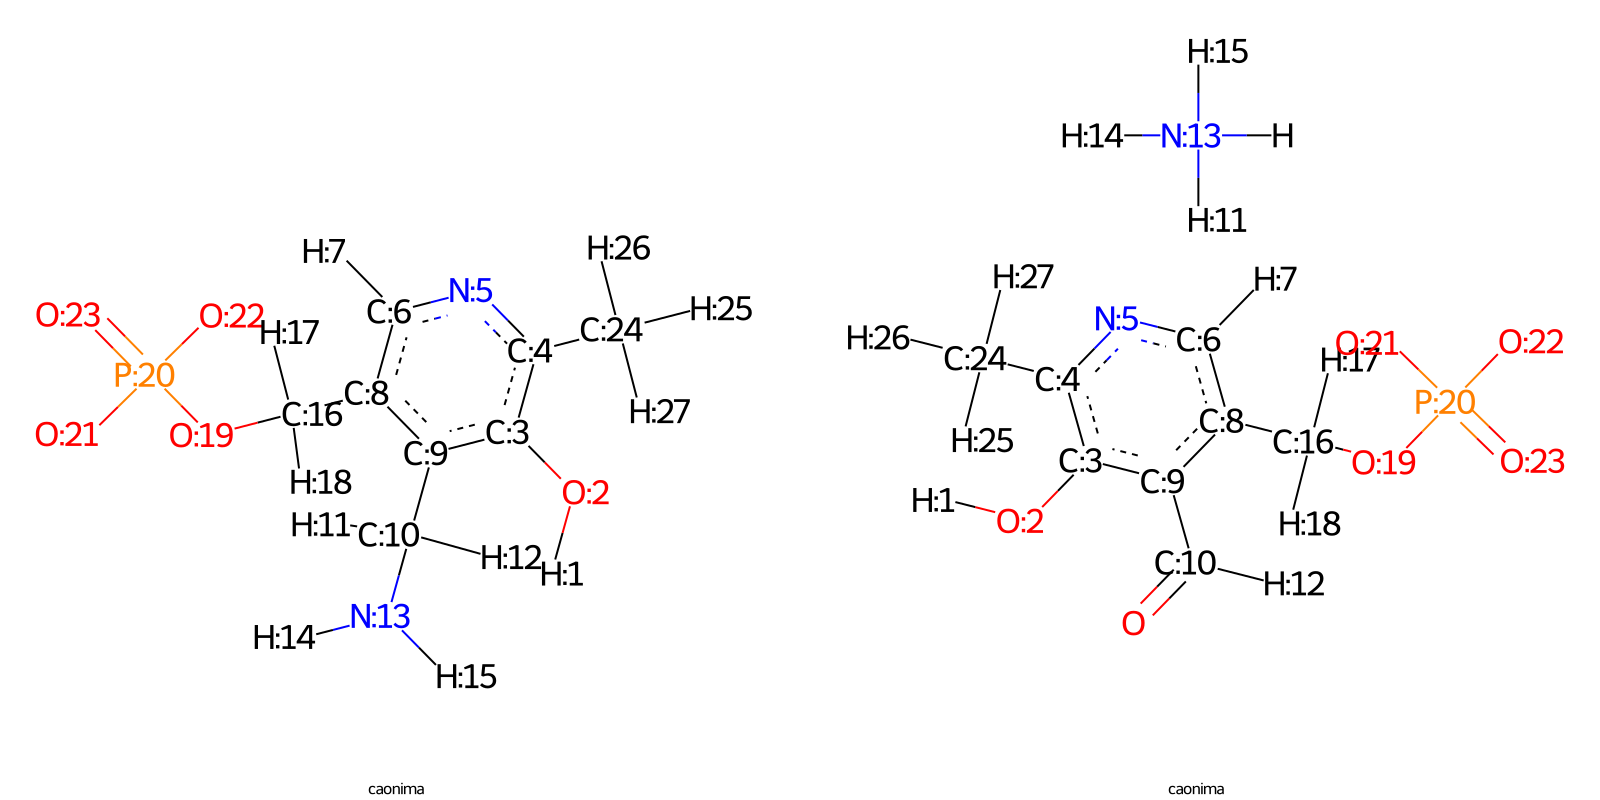 H:15
H:14 N:13 H
H:11
H:7 H:26
O:23 O:22 H:17 C:6 N:5 H:25
C:24
P:20 C:4
C:8 H:27
C:16
O:21 O:19 C:3
C:9
H:18 O:2
H:11 C:10 H:12
H:1
N:13
H:14
H:15
H:27 H:7
N:5
H:26 C:24 C:6 O:21 O:22
H:17
C:4 P:20
C:8
H:25 C:16
C:3 O:19 O:23
C:9
H:1 O:2 H:18
C:10 H:12
O
caonima
caonima